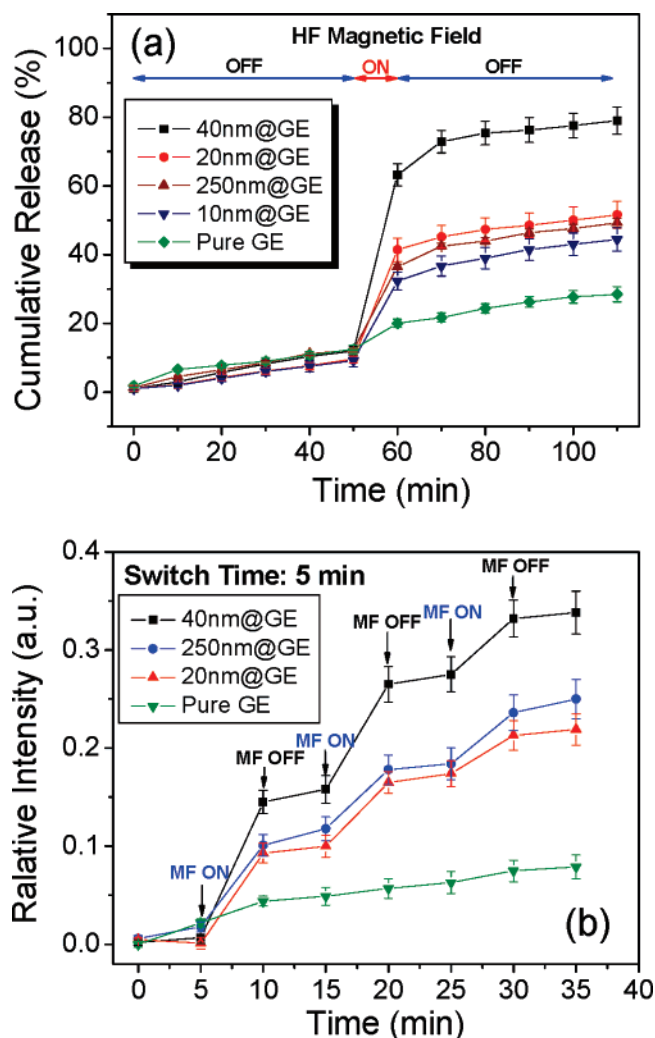 (a)
HF Magnetic Field
OFF ON OFF
40nm@GE
20nm@GE
250nm@GE
10nm@GE
Pure GE
Cumulative Release (%)
100
80
60
40
20
0
0 20 40 60 80 100
Time (min)
Switch Time: 5 min
40nm@GE
250nm@GE
20nm@GE
Pure GE
MF ON
MF OFF
MF ON
MF OFF
MF ON
MF OFF
(b)
Ralative Intensity (a.u.)
0.4
0.3
0.2
0.1
0.0
0 5 10 15 20 25 30 35 40
Time (min)